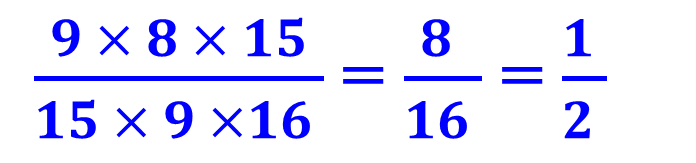 9 × 8 × 15 / 15 × 9 × 16 = 8 / 16 = 1 / 2